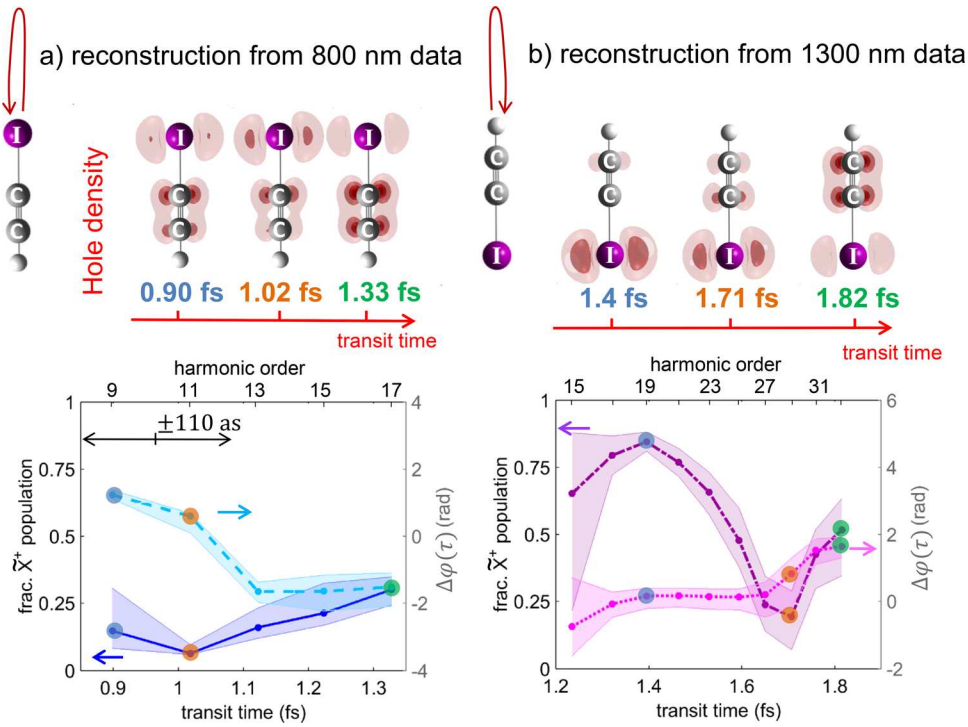 a) reconstruction from 800 nm data
I
C
C
Hole density
I
I
I
C
C
C
C
C
C
0.90 fs
1.02 fs
1.33 fs
transit time
harmonic order
9
11
13
15
17
±110 as
1
0.75
0.5
0.25
0
frac. X̃⁺ population
4
2
0
-2
-4
Δφ(τ) (rad)
0.9
1
1.1
1.2
1.3
transit time (fs)
b) reconstruction from 1300 nm data
C
C
I
C
C
C
C
C
C
I
I
I
1.4 fs
1.71 fs
1.82 fs
transit time
harmonic order
15
19
23
27
31
1
0.75
0.5
0.25
0
frac. X̃⁺ population
6
4
2
0
-2
Δφ(τ) (rad)
1.2
1.4
1.6
1.8
transit time (fs)